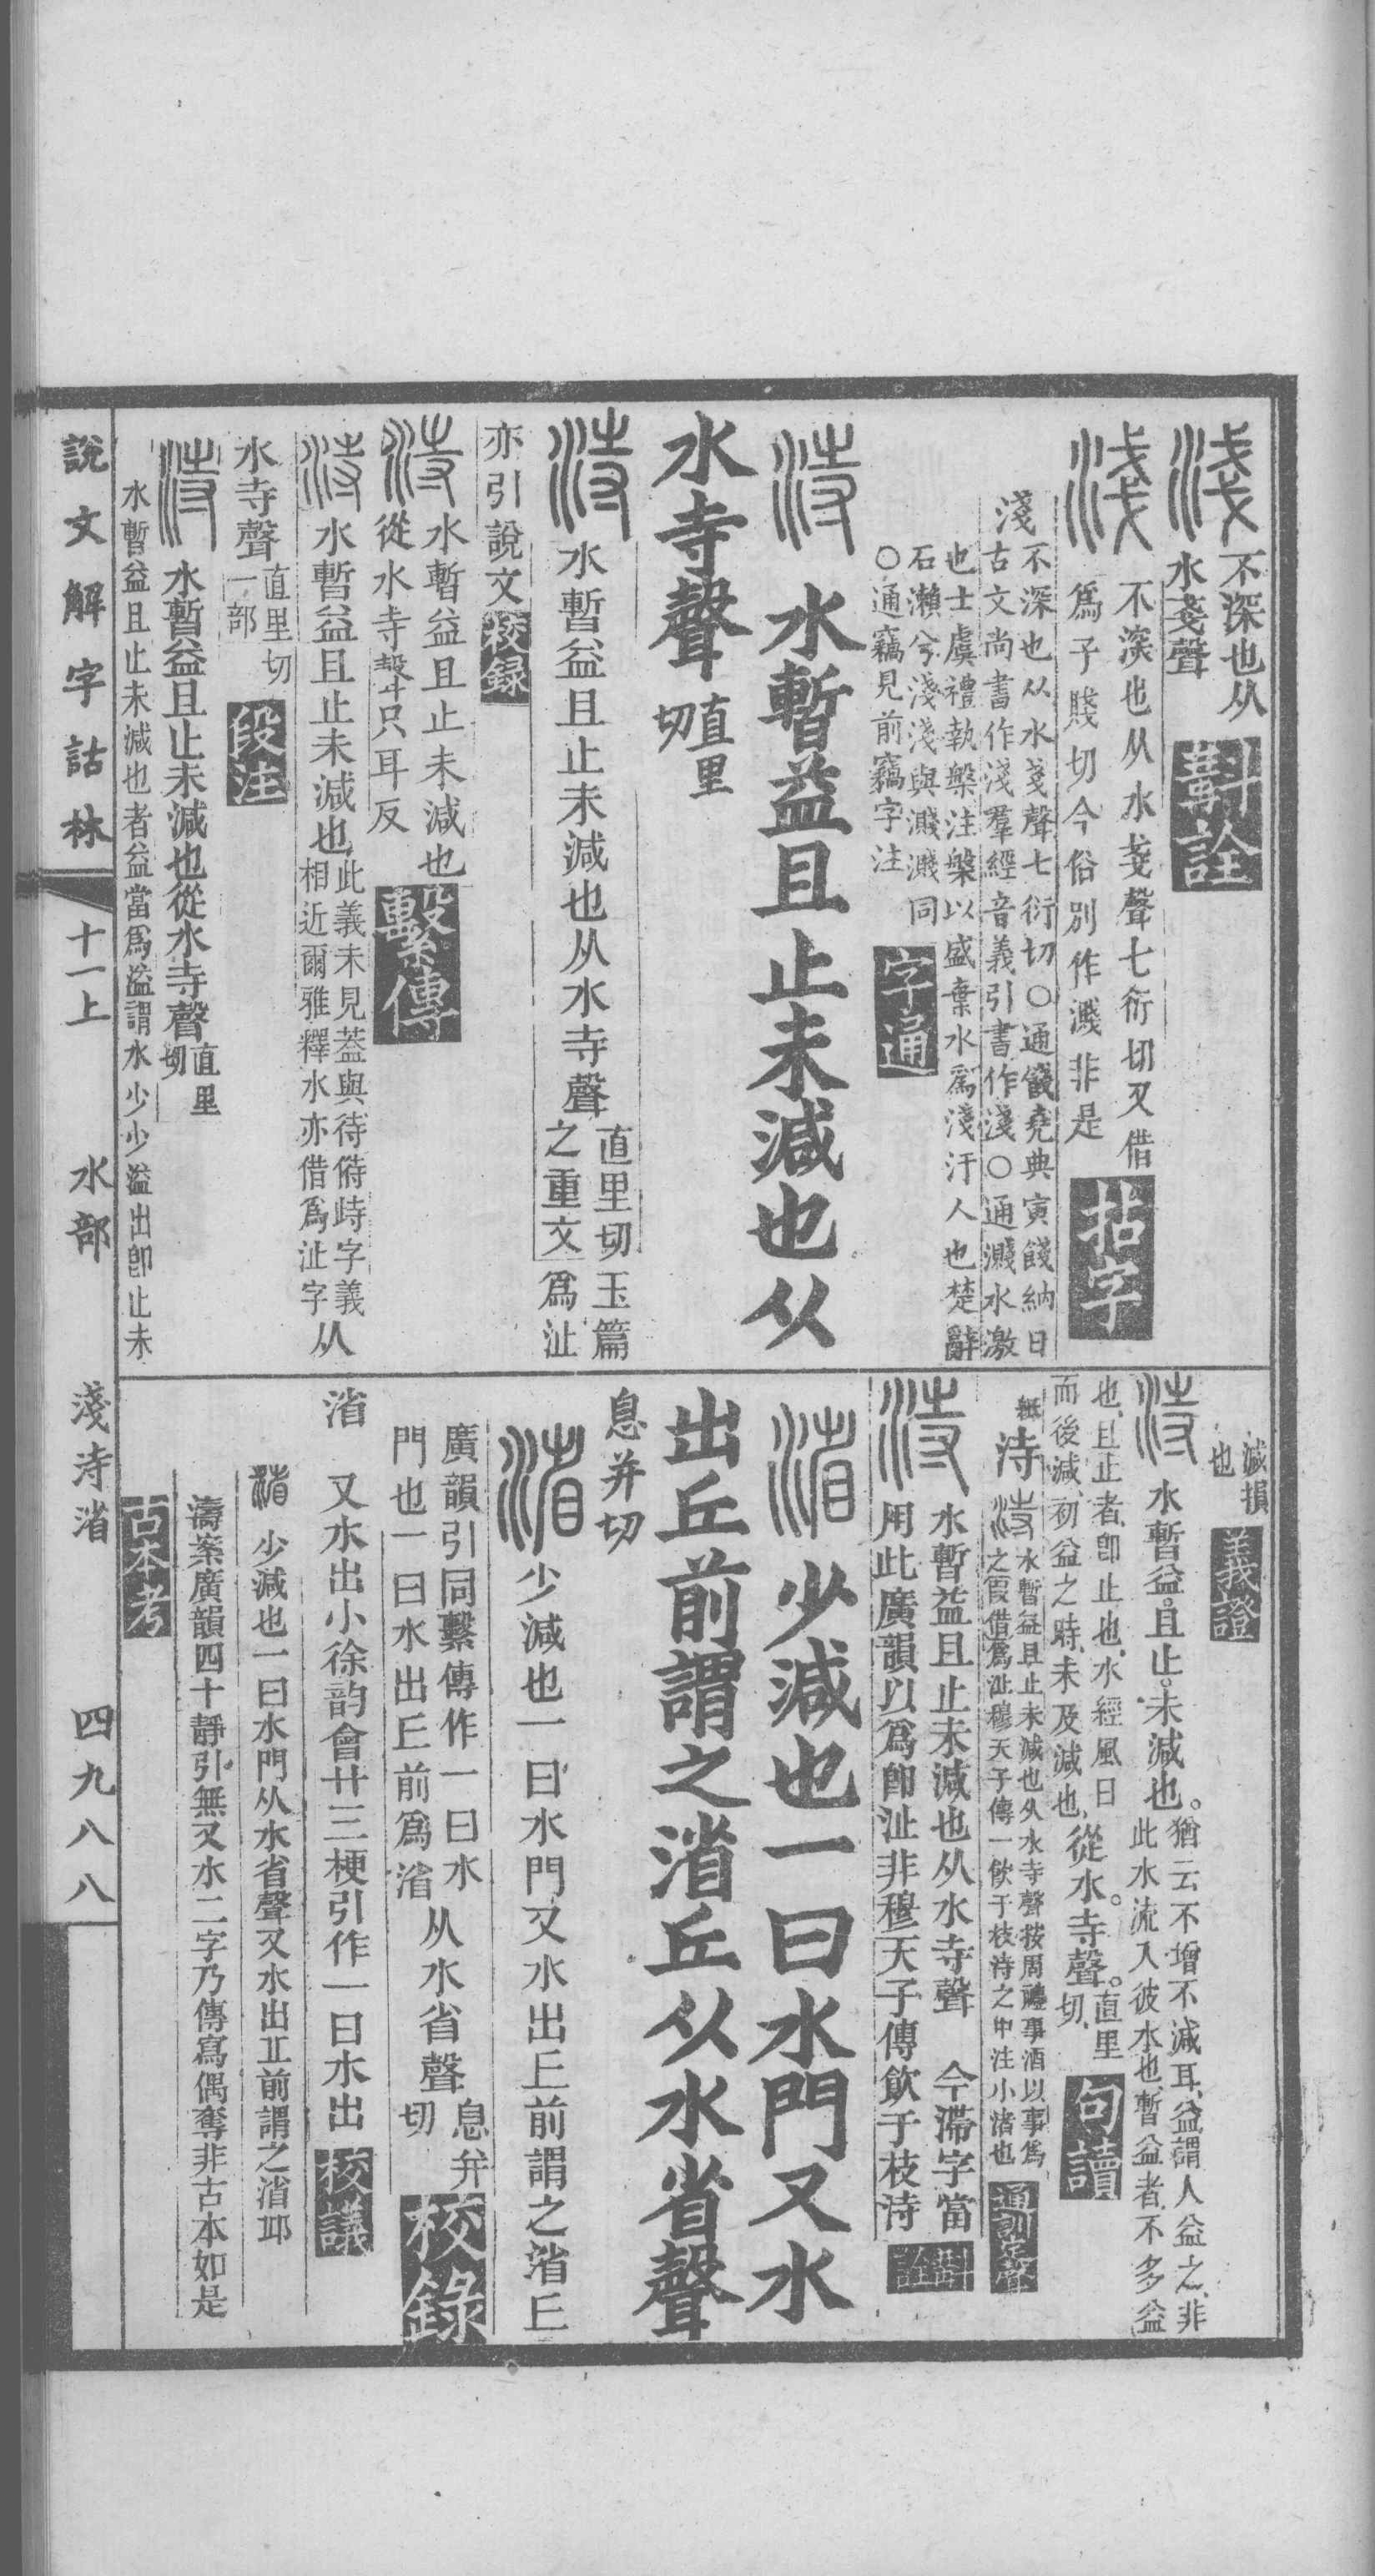 淺 不深也从
水戔聲 斠詮
淺 不深也从水戔聲七衍切又借
爲子賤切今俗別作濺非是 拈字
淺 不深也从水戔聲七衍切〇通餞堯典寅餞納日
古文尚書作淺羣經音義引書作淺〇通濺水激
也士虞禮執槃注槃以盛棄水爲淺汙人也楚辭
石瀨兮淺淺與濺濺同
〇通竊見前竊字注 字通
洔 水暫益且止未減也从
水寺聲 直里
切
洔 水暫益且止未減也从水寺聲 直里切玉篇
之重文爲沚
亦引說文 校錄
洔 水暫益且止未減也
從水寺聲只耳反 繫傳
洔 水暫益且止未減也 此義未見蓋與待偫峙字義
相近爾雅釋水亦借爲沚字 从
水寺聲 直里切
一部 段注
洔 水暫益且止未減也從水寺聲 直里
切
水暫益且止未減也者益當爲溢謂水少少溢出卽止未
減損
也 義證
洔 水暫益。且止。未減也。 猶云不增不減耳、益謂人益之、非
此水流入彼水也暫益者、不多益
也、且止者、卽止也、水經風日
而後減、初益之時、未及減也、 從水。寺聲。 直里
切、 句讀
洔 洔 水暫益且止未減也从水寺聲按周禮事酒以事爲
之叚借爲沚穆天子傳一飲于枝洔之中注小渚也 通訓定聲
洔 水暫益且止未減也从水寺聲 今滯字當
用此廣韻以爲卽沚非穆天子傳飲于枝洔 斠詮
渻 少減也一曰水門又水
出丘前謂之渻丘从水省聲
息井切
渻 少減也一曰水門又水出丘前謂之渻丘
廣韻引同繫傳作一曰水
門也一曰水出丘前爲渻 从水省聲 息弁
切 校錄
渻 又水出小徐韵會廿三梗引作一曰水出 校議
渻 少減也一曰水門从水省聲又水出丘前謂之渻邱
濤案廣韻四十靜引無又水二字乃傳寫偶奪非古本如是
古本考
說文解字詁林 十一上 水部 淺洔渻 四九八八